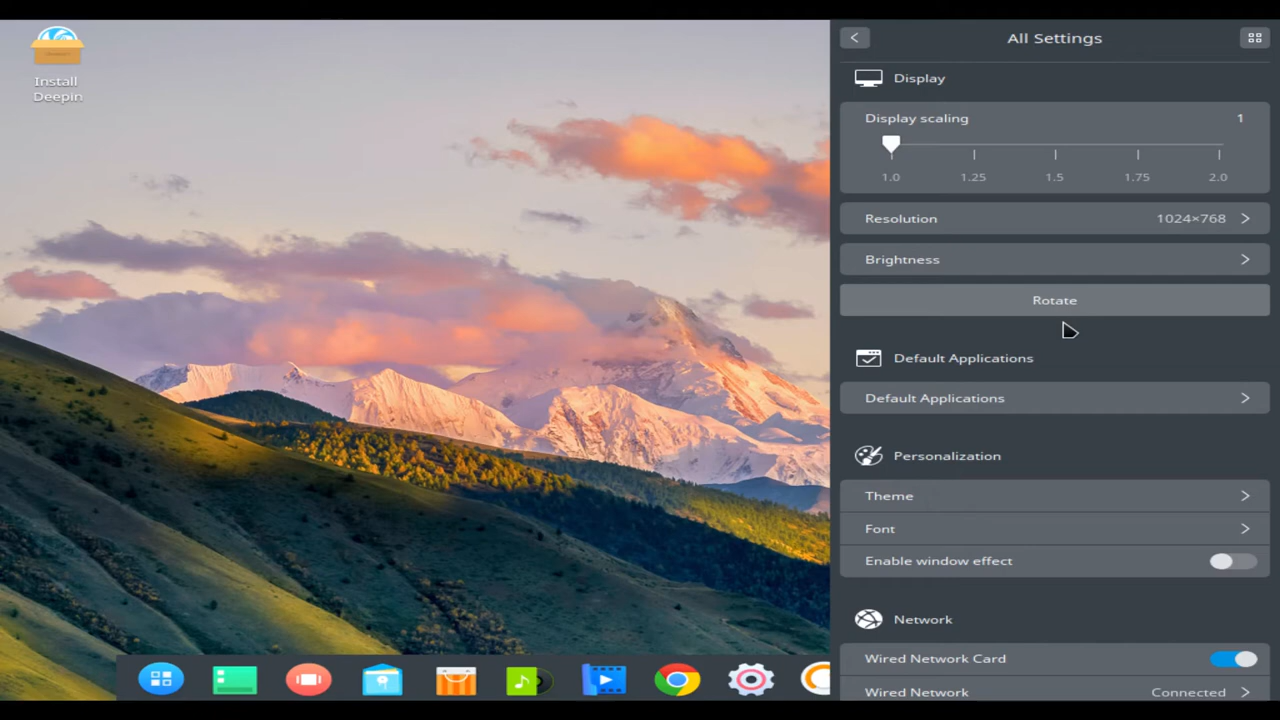 Install
Deepin
All Settings
Display
Display scaling 1
1.0 1.25 1.5 1.75 2.0
Resolution 1024×768
Brightness
Rotate
Default Applications
Default Applications
Personalization
Theme
Font
Enable window effect
Network
Wired Network Card
Wired Network Connected